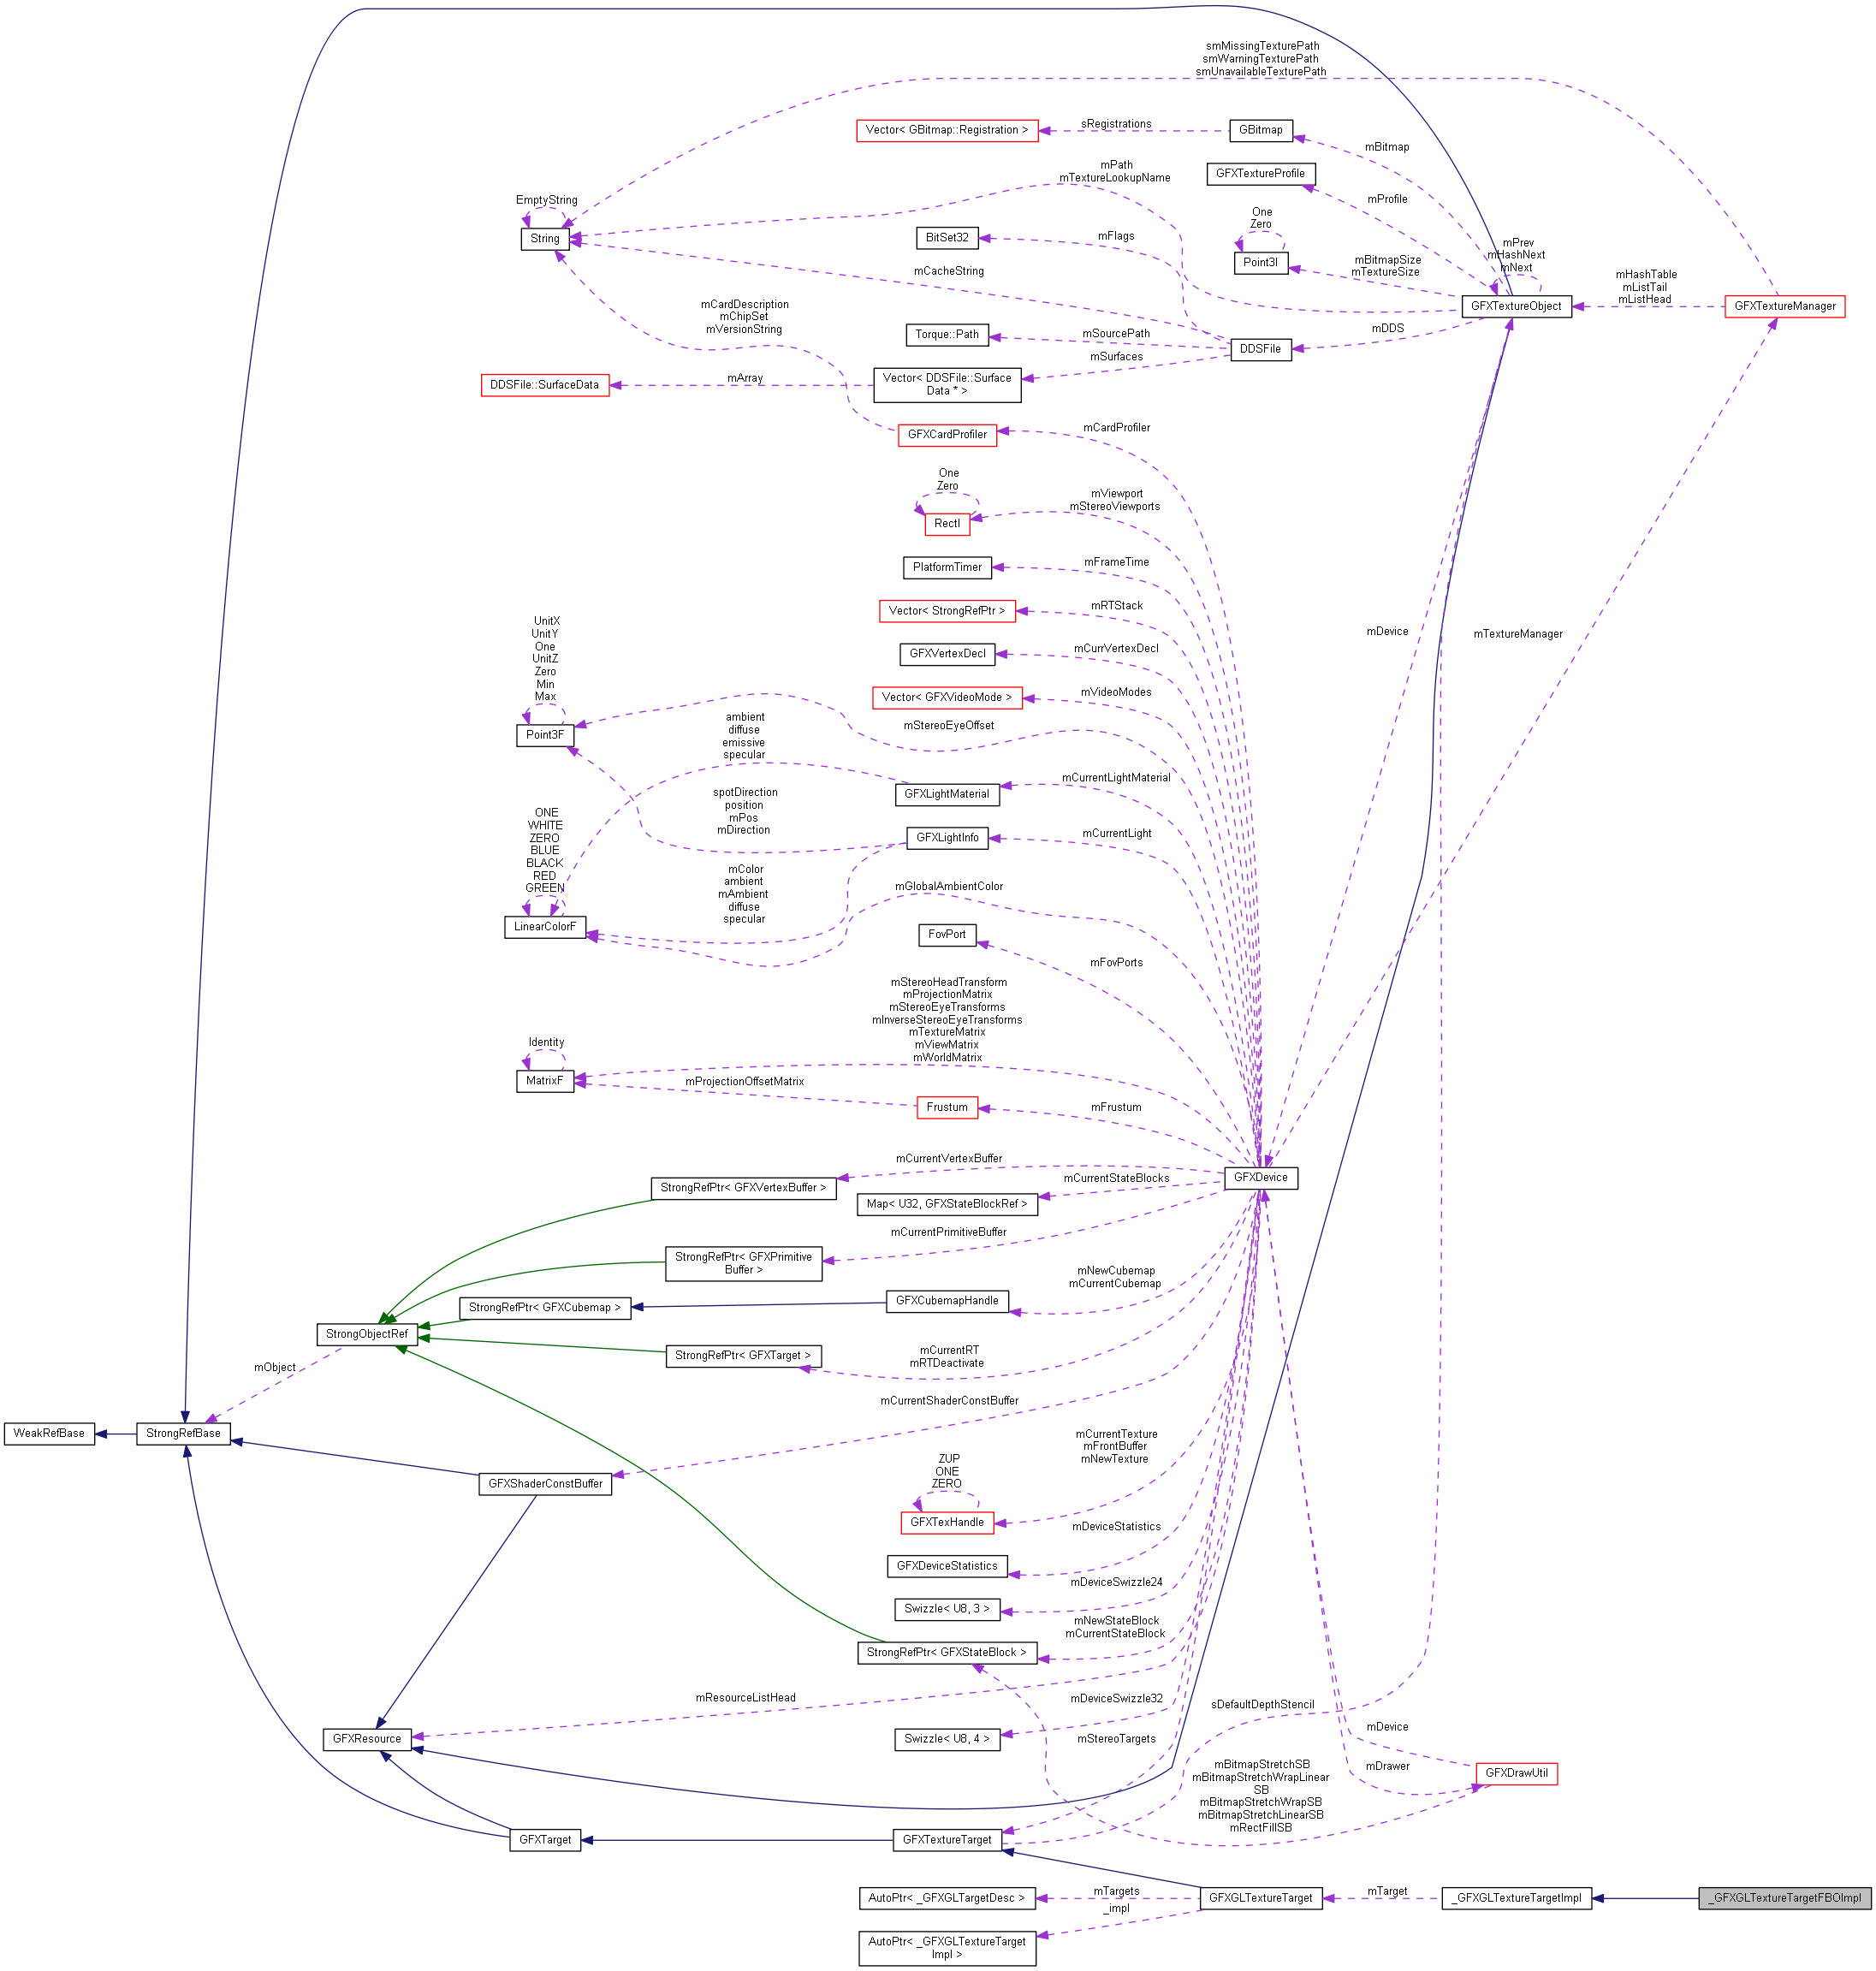 smMissingTexturePath
smWarningTexturePath
smUnavailableTexturePath
Vector< GBitmap::Registration >
sRegistrations
GBitmap
mBitmap
GFXTextureProfile
mProfile
mPath
mTextureLookupName
EmptyString
String
BitSet32
mFlags
One
Zero
Point3I
mBitmapSize
mTextureSize
mPrev
mHashNext
mNext
GFXTextureObject
mHashTable
mListTail
mListHead
GFXTextureManager
mCacheString
mCardDescription
mChipSet
mVersionString
Torque::Path
mSourcePath
DDSFile
mDDS
mSurfaces
DDSFile::SurfaceData
mArray
Vector< DDSFile::Surface
Data * >
GFXCardProfiler
mCardProfiler
One
Zero
RectI
mViewport
mStereoViewports
PlatformTimer
mFrameTime
Vector< StrongRefPtr >
mRTStack
GFXVertexDecl
mCurrVertexDecl
mDevice
mTextureManager
Vector< GFXVideoMode >
mVideoModes
UnitX
UnitY
One
UnitZ
Zero
Min
Max
Point3F
mStereoEyeOffset
ambient
diffuse
emissive
specular
GFXLightMaterial
mCurrentLightMaterial
spotDirection
position
mPos
mDirection
GFXLightInfo
mCurrentLight
ONE
WHITE
ZERO
BLUE
BLACK
RED
GREEN
LinearColorF
mColor
ambient
mAmbient
diffuse
specular
mGlobalAmbientColor
FovPort
mFovPorts
mStereoHeadTransform
mProjectionMatrix
mStereoEyeTransforms
mInverseStereoEyeTransforms
mTextureMatrix
mViewMatrix
mWorldMatrix
Identity
MatrixF
mProjectionOffsetMatrix
Frustum
mFrustum
GFXDevice
mCurrentVertexBuffer
StrongRefPtr< GFXVertexBuffer >
Map< U32, GFXStateBlockRef >
mCurrentStateBlocks
mCurrentPrimitiveBuffer
StrongRefPtr< GFXPrimitive
Buffer >
StrongRefPtr< GFXCubemap >
GFXCubemapHandle
mNewCubemap
mCurrentCubemap
StrongObjectRef
StrongRefPtr< GFXTarget >
mCurrentRT
mRTDeactivate
mObject
mCurrentShaderConstBuffer
WeakRefBase
StrongRefBase
GFXShaderConstBuffer
mCurrentTexture
mFrontBuffer
mNewTexture
ZUP
ONE
ZERO
GFXTexHandle
mDeviceStatistics
GFXDeviceStatistics
mDeviceSwizzle24
Swizzle< U8, 3 >
mNewStateBlock
mCurrentStateBlock
StrongRefPtr< GFXStateBlock >
mResourceListHead
mDeviceSwizzle32
sDefaultDepthStencil
GFXResource
Swizzle< U8, 4 >
mStereoTargets
mDevice
mDrawer
GFXDrawUtil
mBitmapStretchSB
mBitmapStretchWrapLinear
SB
mBitmapStretchWrapSB
mBitmapStretchLinearSB
mRectFillSB
GFXTarget
GFXTextureTarget
AutoPtr< _GFXGLTargetDesc >
mTargets
_impl
GFXGLTextureTarget
mTarget
_GFXGLTextureTargetImpl
_GFXGLTextureTargetFBOImpl
AutoPtr< _GFXGLTextureTarget
Impl >